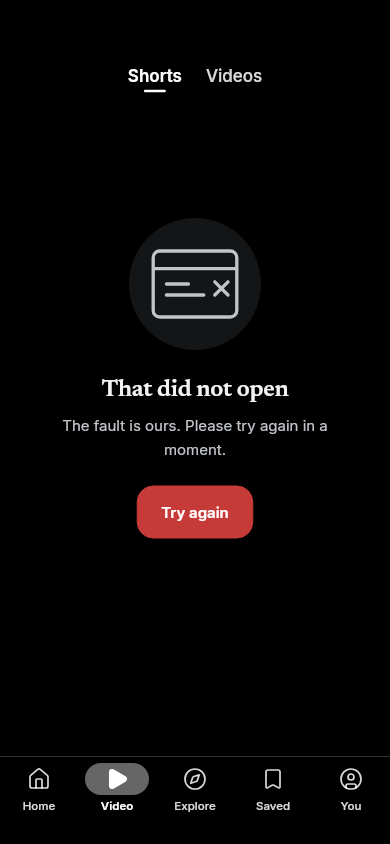 Shorts Videos
That did not open
The fault is ours. Please try again in a
moment.
Try again
Home Video Explore Saved You